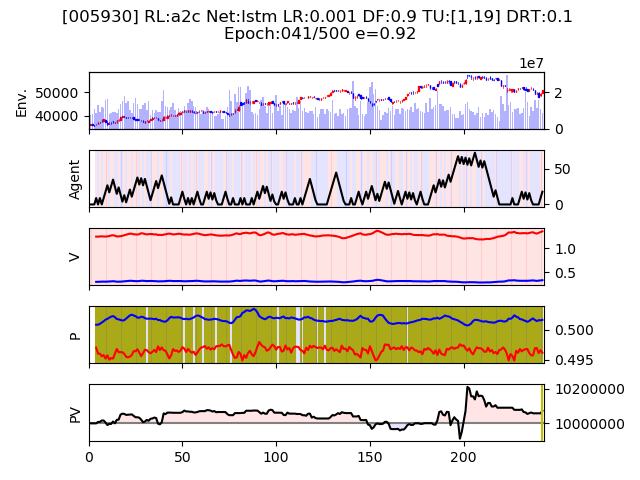 [005930] RL:a2c Net:lstm LR:0.001 DF:0.9 TU:[1,19] DRT:0.1
Epoch:041/500 e=0.92
1e7
Env.
50000
40000
2
0
Agent
50
0
V
1.0
0.5
P
0.500
0.495
PV
10200000
10000000
0
50
100
150
200